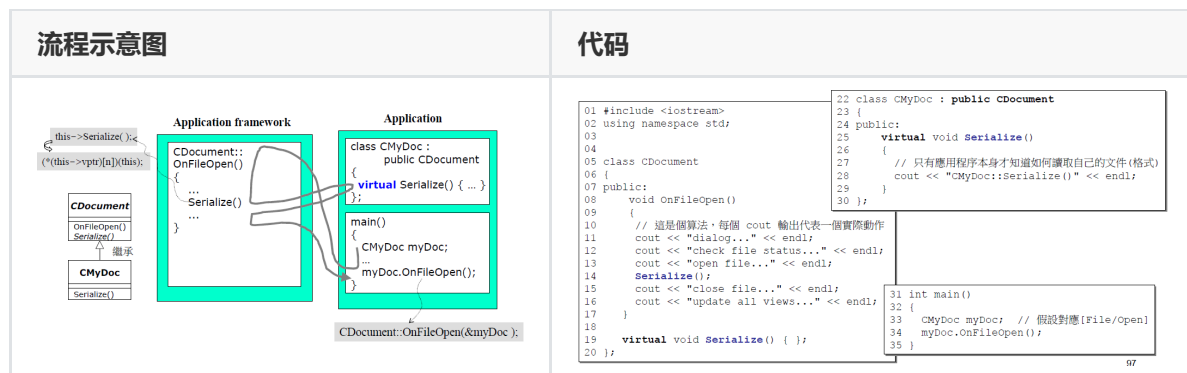 流程示意图
代码
Application framework
Application
this->Serialize( );
(*(this->vptr)[n])(this);
CDocument::
OnFileOpen()
{
...
Serialize()
...
}
class CMyDoc :
public CDocument
{
virtual Serialize() { ... }
};
main()
{
CMyDoc myDoc;
...
myDoc.OnFileOpen();
}
CDocument
OnFileOpen()
Serialize()
繼承
CMyDoc
Serialize()
CDocument::OnFileOpen(&myDoc );
01 #include <iostream>
02 using namespace std;
03
04
05 class CDocument
06 {
07 public:
08 void OnFileOpen()
09 {
10 // 這是個算法，每個 cout 輸出代表一個實際動作
11 cout << "dialog..." << endl;
12 cout << "check file status..." << endl;
13 cout << "open file..." << endl;
14 Serialize();
15 cout << "close file..." << endl;
16 cout << "update all views..." << endl;
17 }
18
19 virtual void Serialize() { };
20 };
22 class CMyDoc : public CDocument
23 {
24 public:
25 virtual void Serialize()
26 {
27 // 只有應用程序本身才知道如何讀取自己的文件(格式)
28 cout << "CMyDoc::Serialize()" << endl;
29 }
30 };
31 int main()
32 {
33 CMyDoc myDoc; // 假設對應[File/Open]
34 myDoc.OnFileOpen();
35 }
97